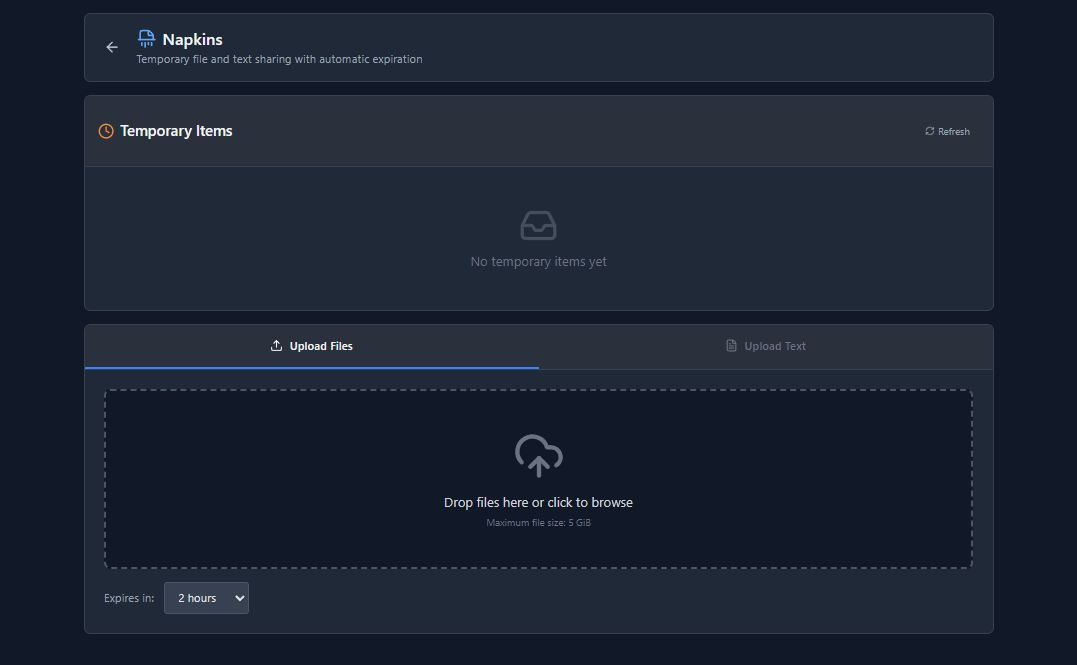 Napkins
Temporary file and text sharing with automatic expiration
Temporary Items
Refresh
No temporary items yet
Upload Files
Upload Text
Drop files here or click to browse
Maximum file size: 5 GiB
Expires in:
2 hours